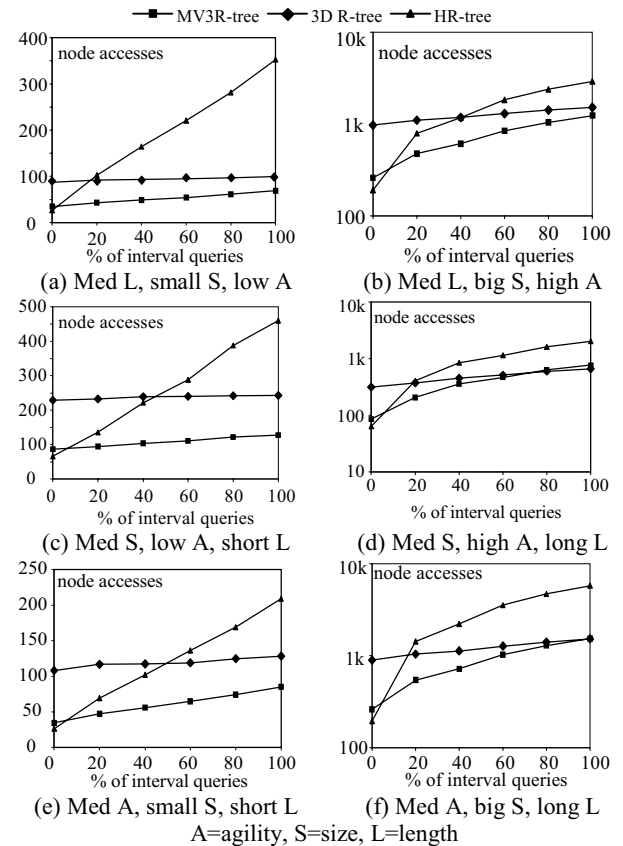 MV3R-tree 3D R-tree HR-tree
node accesses
400
300
200
100
0
0 20 40 60 80 100
% of interval queries
(a) Med L, small S, low A
node accesses
10k
1k
100
0 20 40 60 80 100
% of interval queries
(b) Med L, big S, high A
node accesses
500
400
300
200
100
0
0 20 40 60 80 100
% of interval queries
(c) Med S, low A, short L
node accesses
10k
1k
100
10
0 20 40 60 80 100
% of interval queries
(d) Med S, high A, long L
node accesses
250
200
150
100
50
0
0 20 40 60 80 100
% of interval queries
(e) Med A, small S, short L
node accesses
10k
1k
100
0 20 40 60 80 100
% of interval queries
(f) Med A, big S, long L
A=agility, S=size, L=length